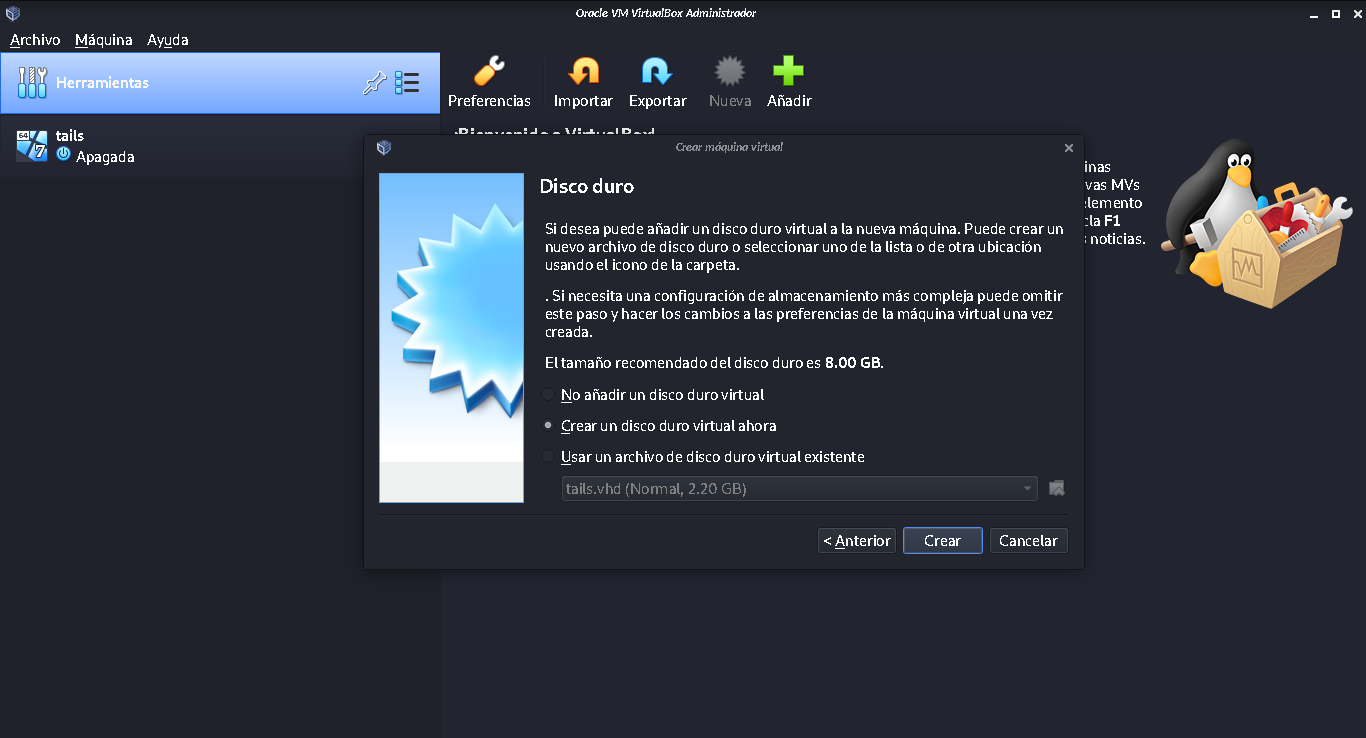 Oracle VM VirtualBox Administrador
Archivo Máquina Ayuda
Herramientas
Preferencias Importar Exportar Nueva Añadir
64
7
tails
Apagada
¡Bienvenido a VirtualBox!
Crear máquina virtual
inas
vas MVs
elemento
cla F1
s noticias.
Disco duro
Si desea puede añadir un disco duro virtual a la nueva máquina. Puede crear un
nuevo archivo de disco duro o seleccionar uno de la lista o de otra ubicación
usando el icono de la carpeta.
. Si necesita una configuración de almacenamiento más compleja puede omitir
este paso y hacer los cambios a las preferencias de la máquina virtual una vez
creada.
El tamaño recomendado del disco duro es 8.00 GB.
No añadir un disco duro virtual
Crear un disco duro virtual ahora
Usar un archivo de disco duro virtual existente
tails.vhd (Normal, 2.20 GB)
< Anterior Crear Cancelar